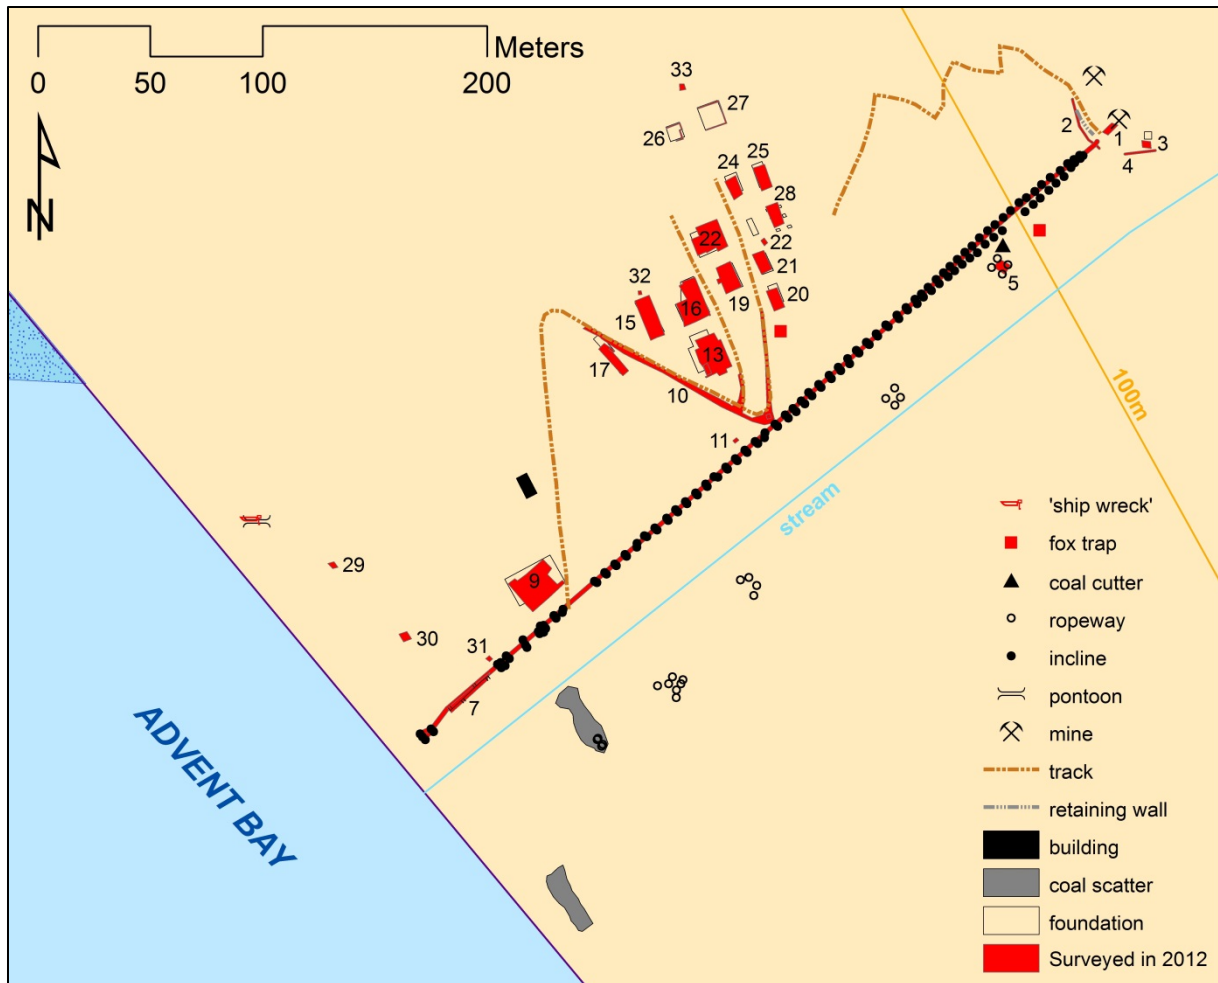 Meters
0 50 100 200
N
33
27
26
2
1
3
4
24
25
28
22
22
21
5
32
19
20
15
16
13
17
100m
10
11
stream
'ship wreck'
fox trap
29
9
coal cutter
ropeway
30
31
incline
7
pontoon
ADVENT BAY
mine
track
retaining wall
building
coal scatter
foundation
Surveyed in 2012